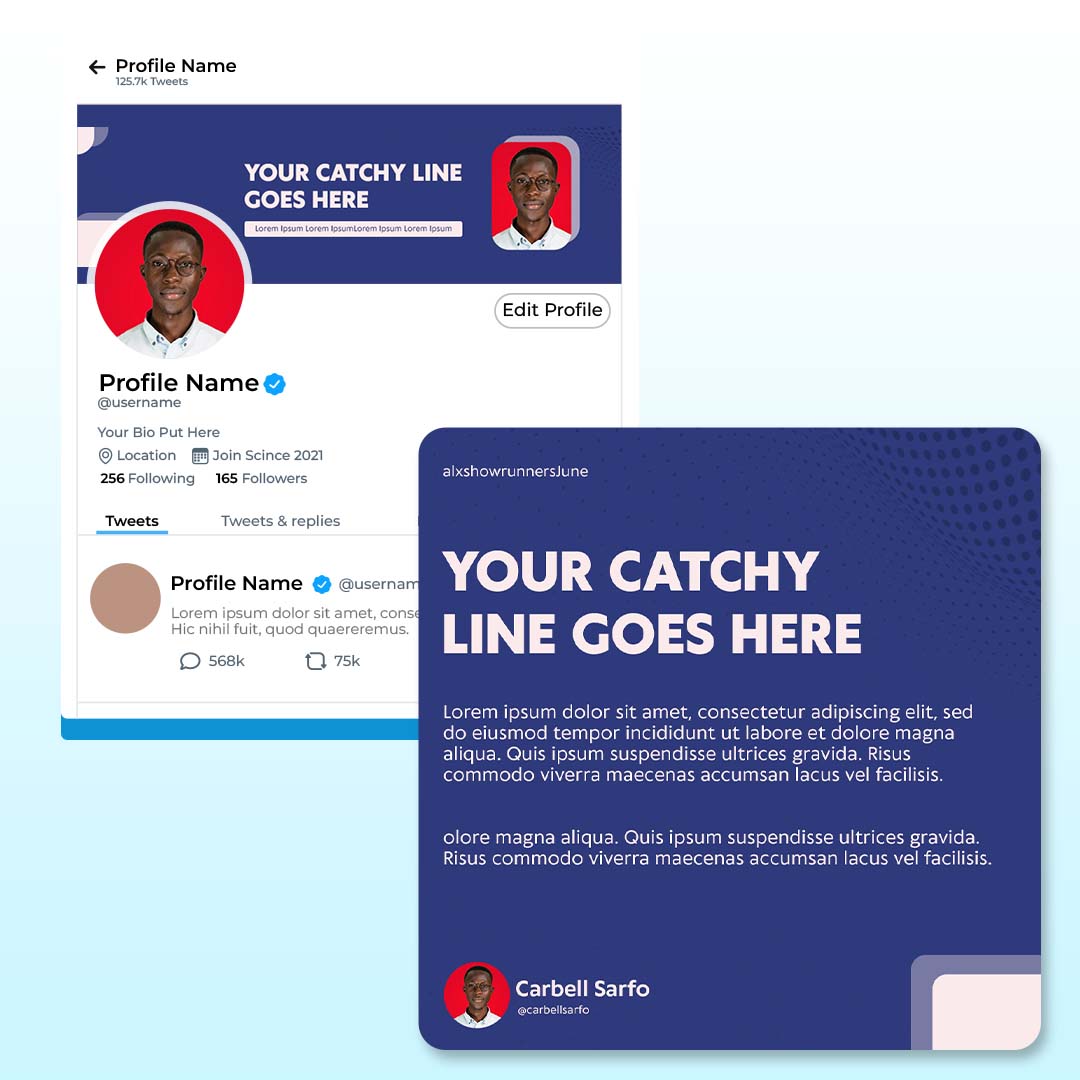 Profile Name
125.7k Tweets
YOUR CATCHY LINE
GOES HERE
Lorem Ipsum Lorem IpsumLorem Ipsum Lorem Ipsum
Edit Profile
Profile Name
@username
Your Bio Put Here
Location Join Scince 2021
256 Following 165 Followers
Tweets Tweets & replies
Profile Name @usernam
Lorem ipsum dolor sit amet, conse
Hic nihil fuit, quod quaereremus.
568k 75k
alxshowrunnersJune
YOUR CATCHY
LINE GOES HERE
Lorem ipsum dolor sit amet, consectetur adipiscing elit, sed
do eiusmod tempor incididunt ut labore et dolore magna
aliqua. Quis ipsum suspendisse ultrices gravida. Risus
commodo viverra maecenas accumsan lacus vel facilisis.
olore magna aliqua. Quis ipsum suspendisse ultrices gravida.
Risus commodo viverra maecenas accumsan lacus vel facilisis.
Carbell Sarfo
@carbellsarfo